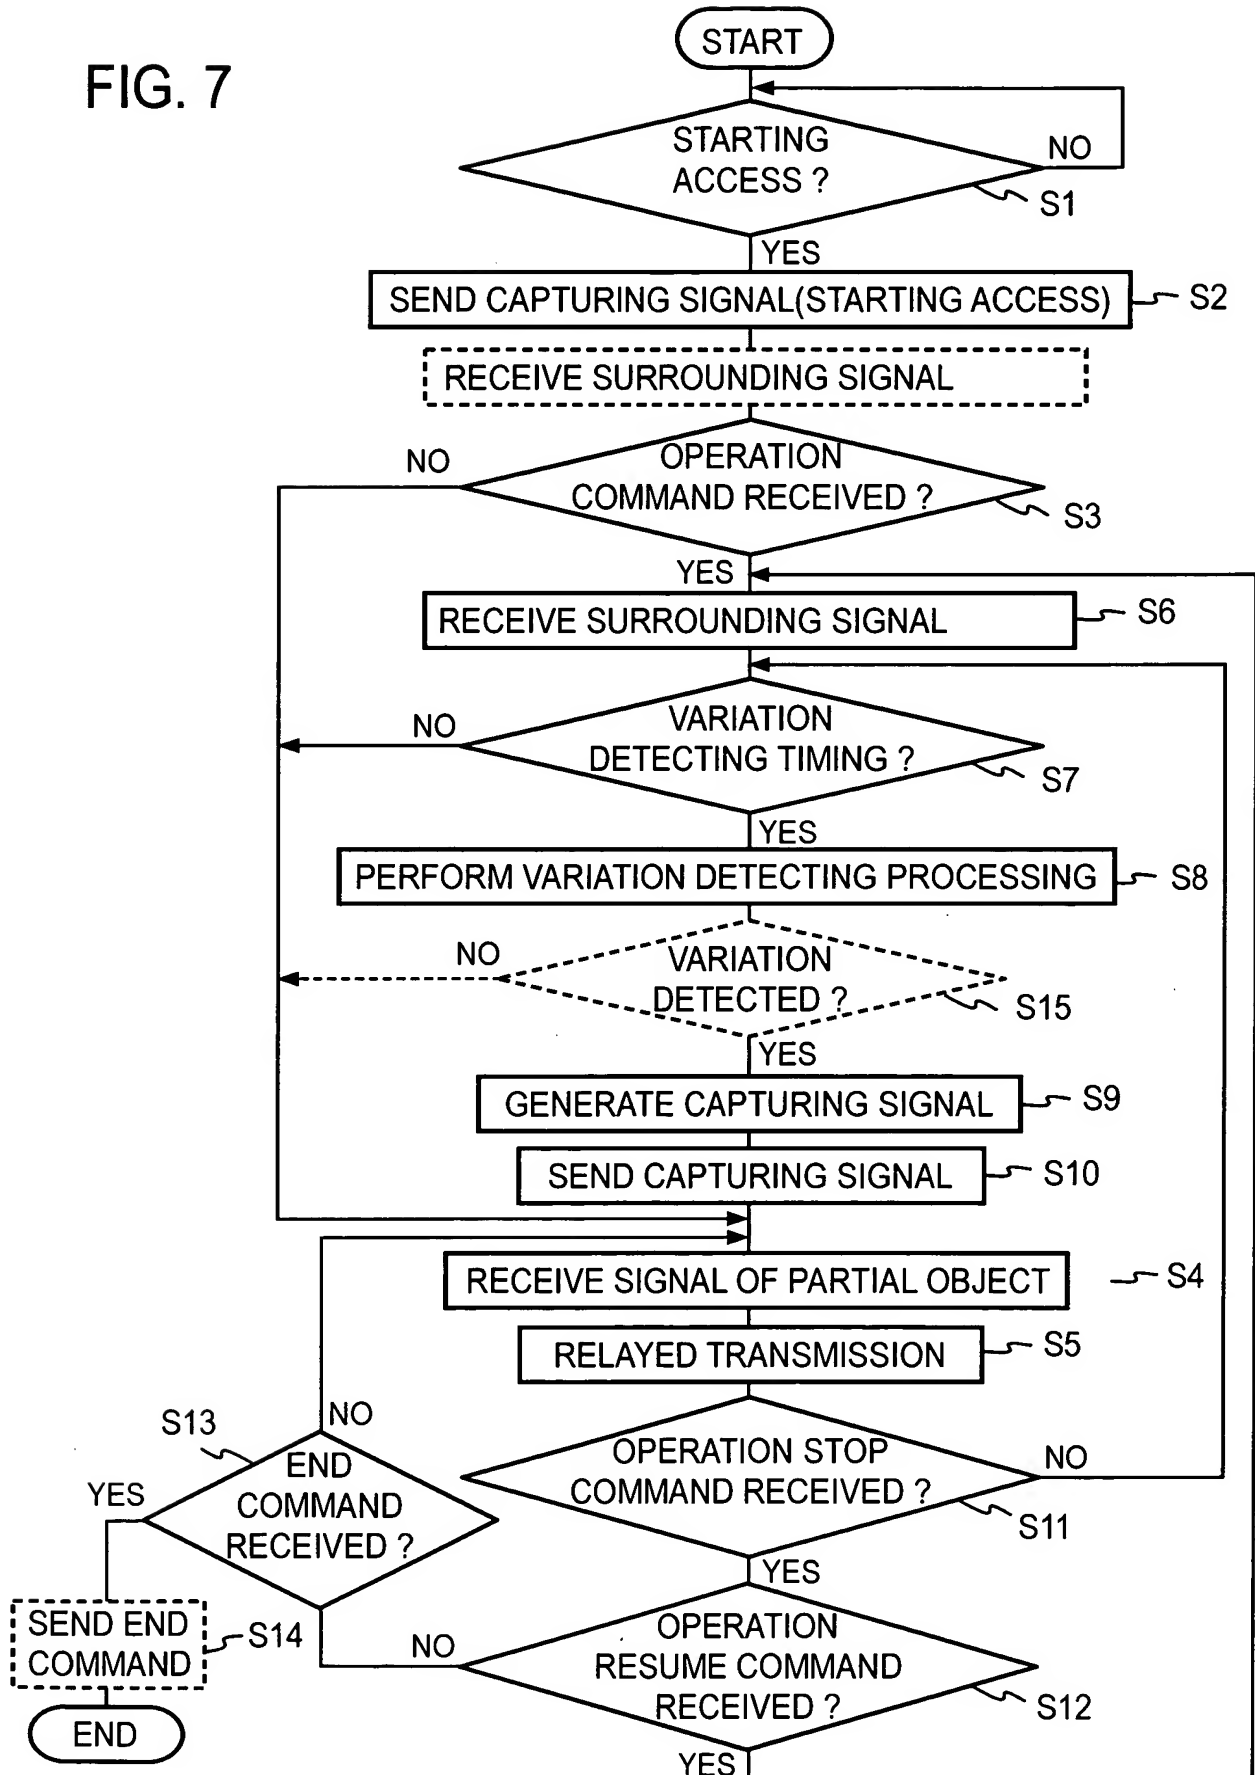 FIG. 7
START
STARTING
ACCESS ?
NO
S1
YES
SEND CAPTURING SIGNAL(STARTING ACCESS)
S2
RECEIVE SURROUNDING SIGNAL
NO
OPERATION
COMMAND RECEIVED ?
S3
YES
RECEIVE SURROUNDING SIGNAL
S6
NO
VARIATION
DETECTING TIMING ?
S7
YES
PERFORM VARIATION DETECTING PROCESSING
S8
NO
VARIATION
DETECTED ?
S15
YES
GENERATE CAPTURING SIGNAL
S9
SEND CAPTURING SIGNAL
S10
RECEIVE SIGNAL OF PARTIAL OBJECT
S4
RELAYED TRANSMISSION
S5
S13
NO
END
COMMAND
RECEIVED ?
YES
OPERATION STOP
COMMAND RECEIVED ?
NO
S11
YES
SEND END
COMMAND
S14
NO
OPERATION
RESUME COMMAND
RECEIVED ?
S12
END
YES